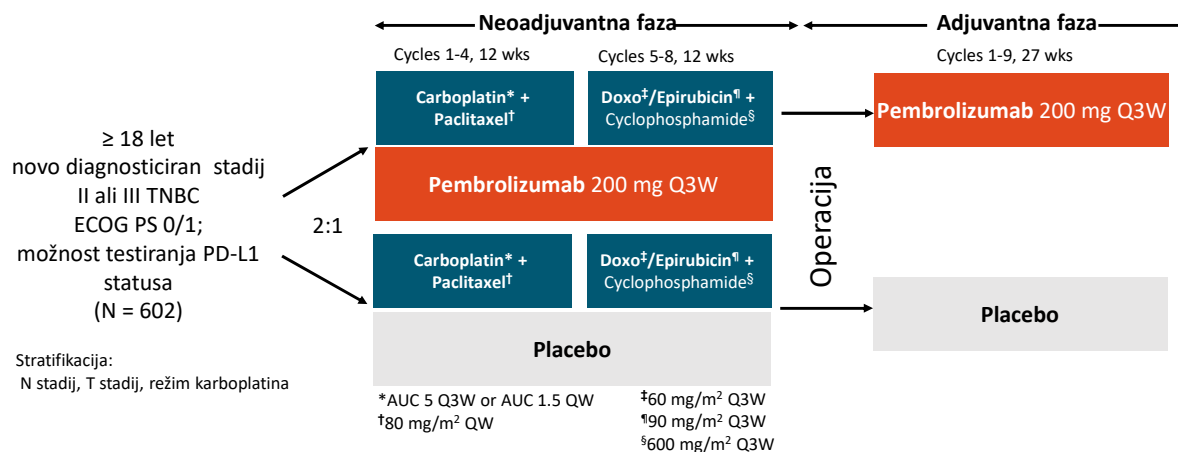 Neoadjuvantna faza
Adjuvantna faza
Cycles 1-4, 12 wks
Cycles 5-8, 12 wks
Cycles 1-9, 27 wks
Carboplatin* +
Paclitaxel†
Doxo‡/Epirubicin¶ +
Cyclophosphamide§
Pembrolizumab 200 mg Q3W
Pembrolizumab 200 mg Q3W
≥ 18 let
novo diagnosticiran stadij
II ali III TNBC
ECOG PS 0/1;
možnost testiranja PD-L1
statusa
(N = 602)
2:1
Operacija
Carboplatin* +
Paclitaxel†
Doxo‡/Epirubicin¶ +
Cyclophosphamide§
Placebo
Placebo
Stratifikacija:
N stadij, T stadij, režim karboplatina
*AUC 5 Q3W or AUC 1.5 QW
†80 mg/m² QW
‡60 mg/m² Q3W
¶90 mg/m² Q3W
§600 mg/m² Q3W